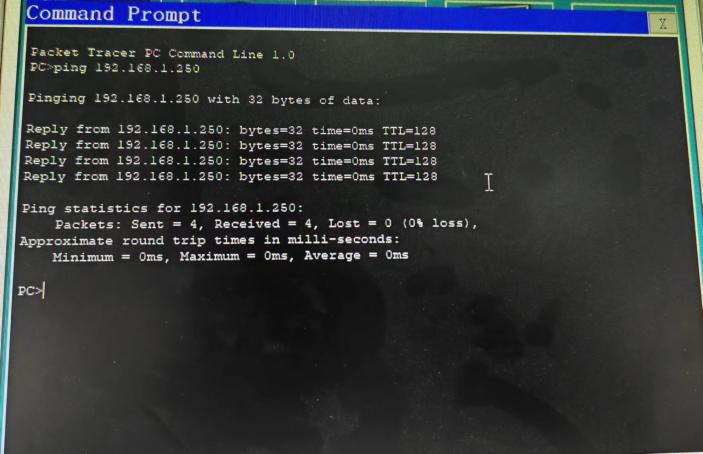 Command Prompt
X
Packet Tracer PC Command Line 1.0
PC>ping 192.168.1.250
Pinging 192.168.1.250 with 32 bytes of data:
Reply from 192.168.1.250: bytes=32 time=0ms TTL=128
Reply from 192.168.1.250: bytes=32 time=0ms TTL=128
Reply from 192.168.1.250: bytes=32 time=0ms TTL=128
Reply from 192.168.1.250: bytes=32 time=0ms TTL=128
Ping statistics for 192.168.1.250:
Packets: Sent = 4, Received = 4, Lost = 0 (0% loss),
Approximate round trip times in milli-seconds:
Minimum = 0ms, Maximum = 0ms, Average = 0ms
PC>